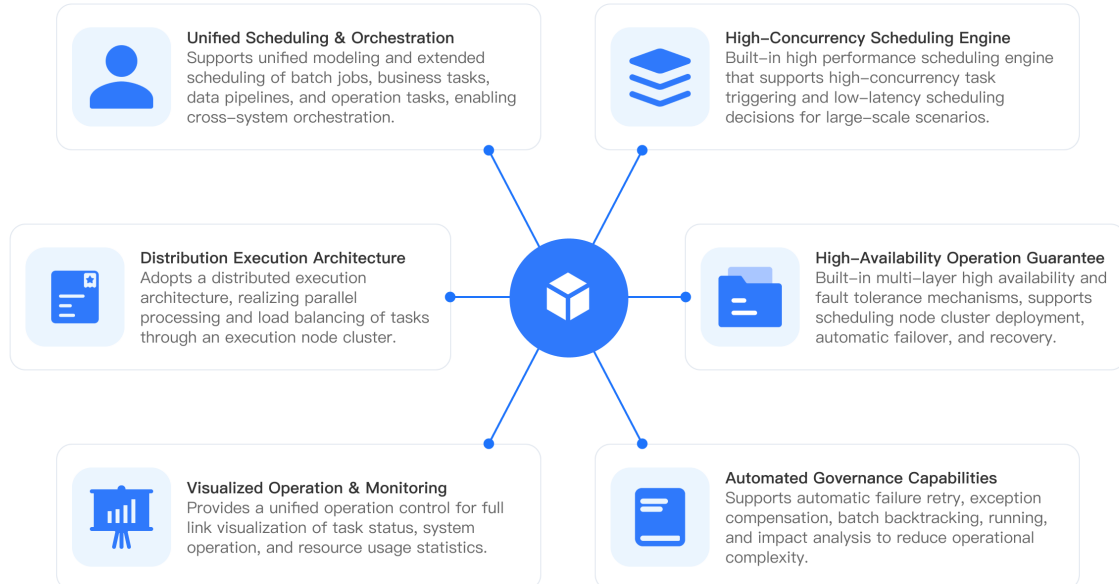 Unified Scheduling & Orchestration
Supports unified modeling and extended
scheduling of batch jobs, business tasks,
data pipelines, and operation tasks, enabling
cross-system orchestration.
High-Concurrency Scheduling Engine
Built-in high performance scheduling engine
that supports high-concurrency task
triggering and low-latency scheduling
decisions for large-scale scenarios.
Distribution Execution Architecture
Adopts a distributed execution
architecture, realizing parallel
processing and load balancing of tasks
through an execution node cluster.
High-Availability Operation Guarantee
Built-in multi-layer high availability and
fault tolerance mechanisms, supports
scheduling node cluster deployment,
automatic failover, and recovery.
Visualized Operation & Monitoring
Provides a unified operation control for full
link visualization of task status, system
operation, and resource usage statistics.
Automated Governance Capabilities
Supports automatic failure retry, exception
compensation, batch backtracking, running,
and impact analysis to reduce operational
complexity.